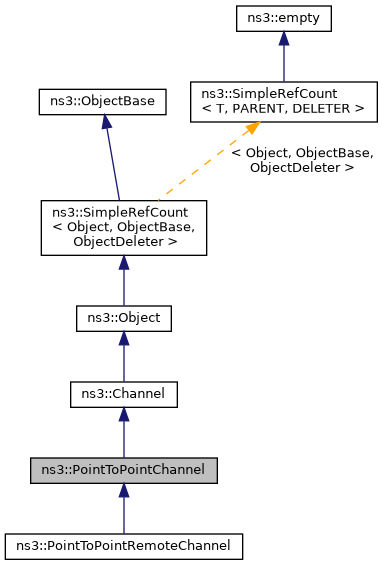 ns3::empty
ns3::SimpleRefCount
< T, PARENT, DELETER >
ns3::ObjectBase
< Object, ObjectBase,
ObjectDeleter >
ns3::SimpleRefCount
< Object, ObjectBase,
ObjectDeleter >
ns3::Object
ns3::Channel
ns3::PointToPointChannel
ns3::PointToPointRemoteChannel